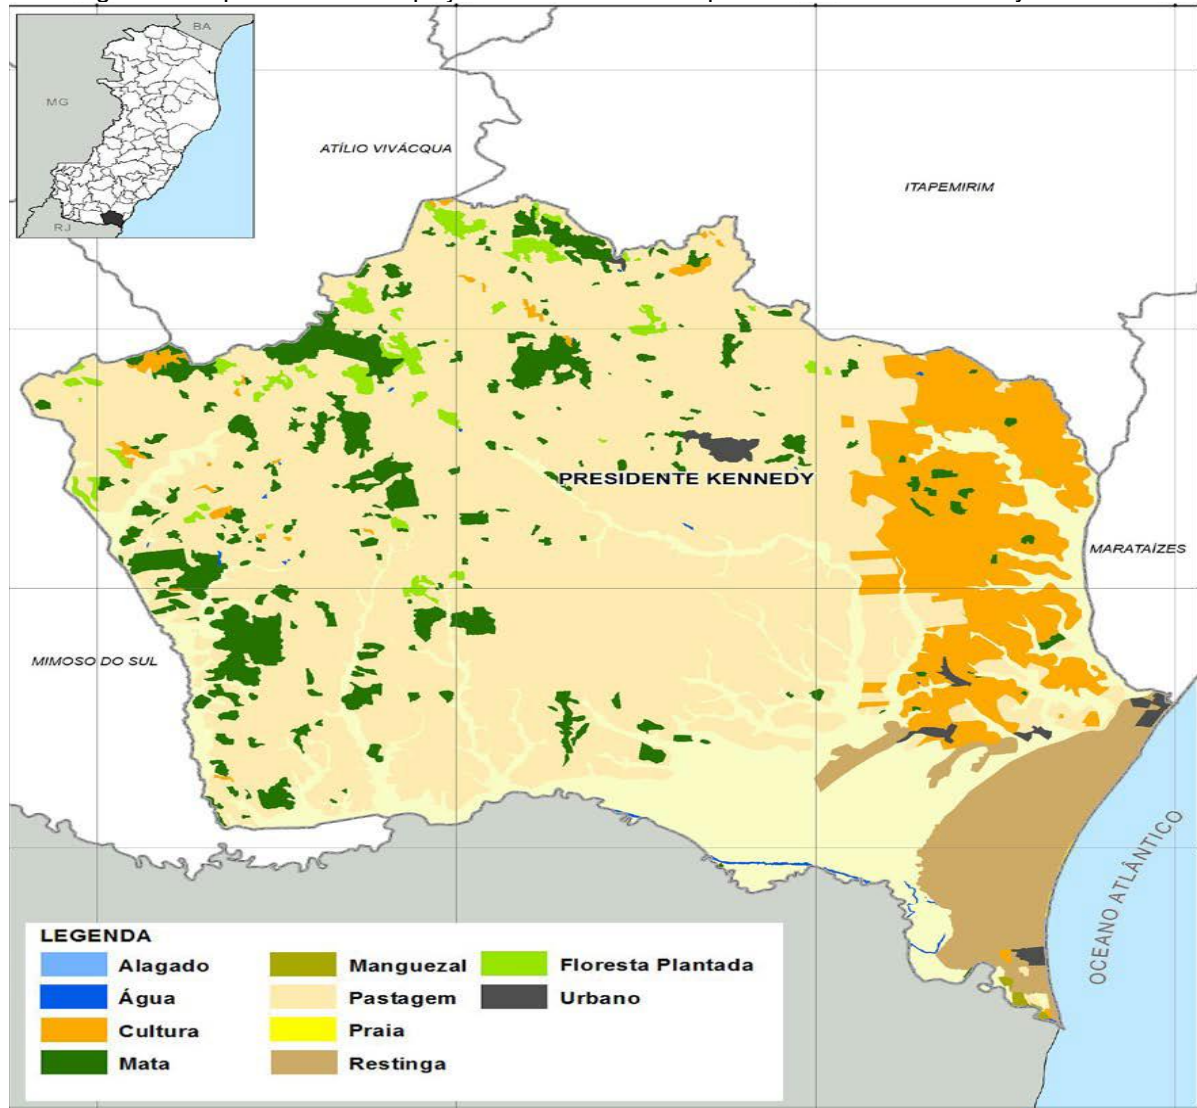 BA
MG
RJ
ATÍLIO VIVÁCQUA
ITAPEMIRIM
PRESIDENTE KENNEDY
MARATAÍZES
MIMOSO DO SUL
OCEANO ATLÂNTICO
LEGENDA
Alagado
Manguezal
Floresta Plantada
Água
Pastagem
Urbano
Cultura
Praia
Mata
Restinga